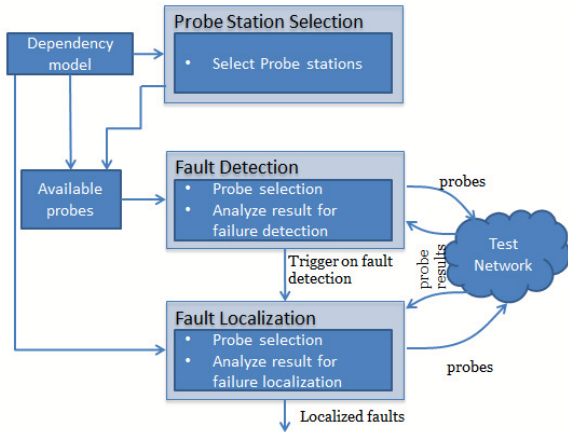 Probe Station Selection
Dependency
model
• Select Probe stations
Available
probes
Fault Detection
• Probe selection
• Analyze result for
failure detection
probes
Test
Network
probe
results
Trigger on fault
detection
Fault Localization
• Probe selection
• Analyze result for
failure localization
probes
Localized faults